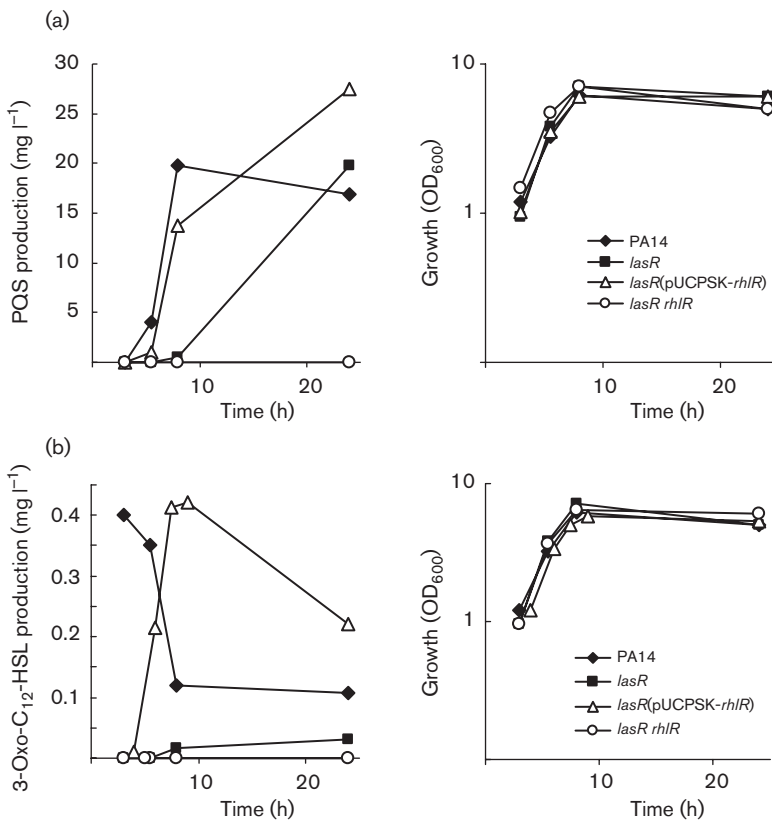 (a)
PQS production (mg l⁻¹)
30
25
20
15
10
5
10
20
Time (h)
Growth (OD₆₀₀)
10
1
PA14
lasR
lasR(pUCPSK-rhlR)
lasR rhlR
10
20
Time (h)
(b)
3-Oxo-C₁₂-HSL production (mg l⁻¹)
0.4
0.3
0.2
0.1
10
20
Time (h)
Growth (OD₆₀₀)
10
1
PA14
lasR
lasR(pUCPSK-rhlR)
lasR rhlR
10
20
Time (h)